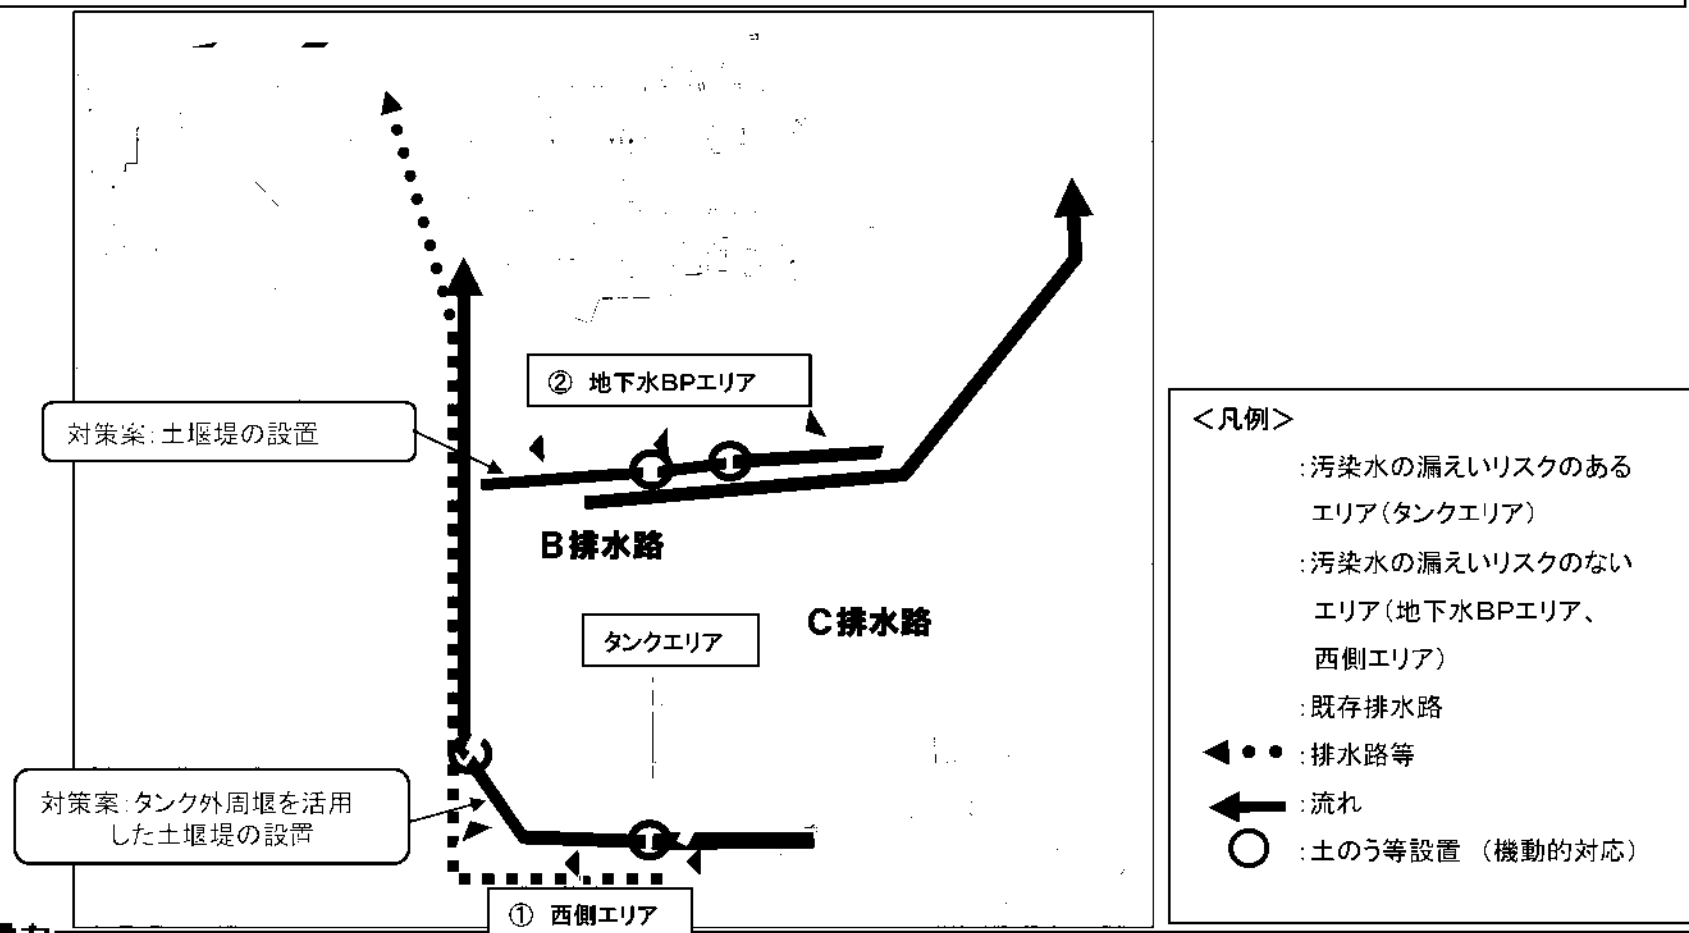 ② 地下水BPエリア
対策案:土堰堤の設置
B排水路
C排水路
タンクエリア
対策案:タンク外周堰を活用
した土堰堤の設置
① 西側エリア
<凡例>
:汚染水の漏えいリスクのある
エリア(タンクエリア)
:汚染水の漏えいリスクのない
エリア(地下水BPエリア、
西側エリア)
:既存排水路
:排水路等
:流れ
:土のう等設置 (機動的対応)